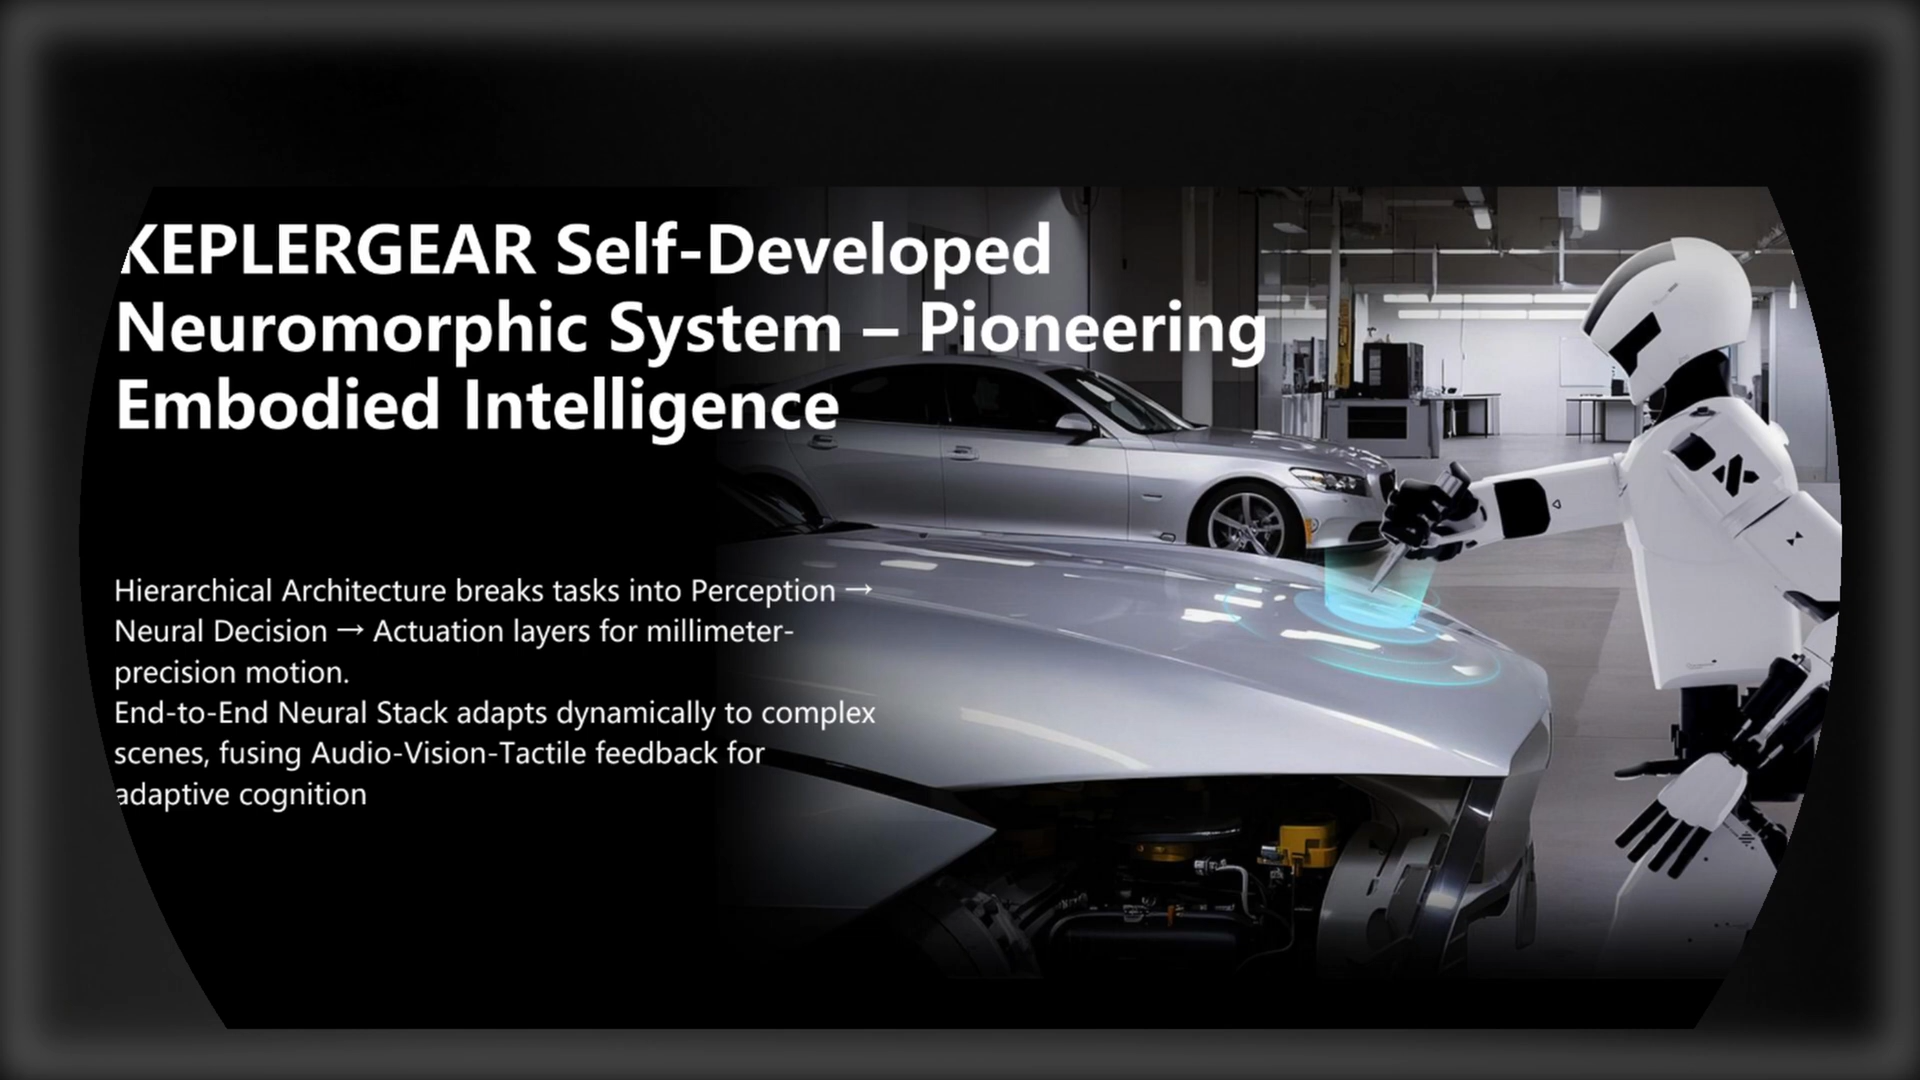 KEPLERGEAR Self-Developed
Neuromorphic System – Pioneering
Embodied Intelligence
Hierarchical Architecture breaks tasks into Perception →
Neural Decision → Actuation layers for millimeter-
precision motion.
End-to-End Neural Stack adapts dynamically to complex
scenes, fusing Audio-Vision-Tactile feedback for
adaptive cognition